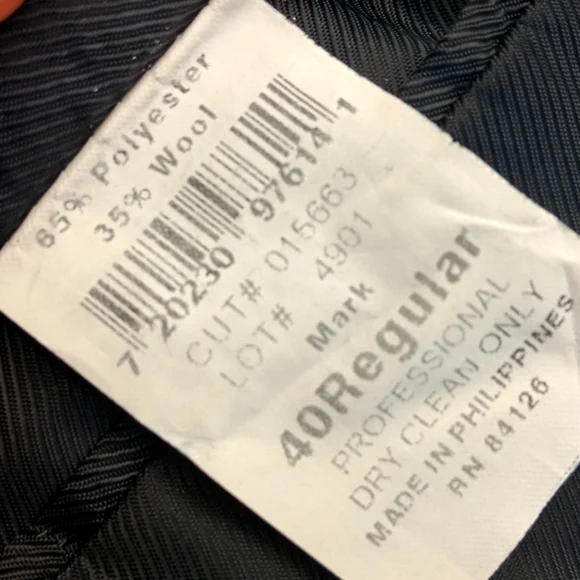 65% Polyester
35% Wool
7 20230 97614 1
CUT# 015663
LOT# 4901
Mark
40Regular
PROFESSIONAL
DRY CLEAN ONLY
MADE IN PHILIPPINES
RN 84126